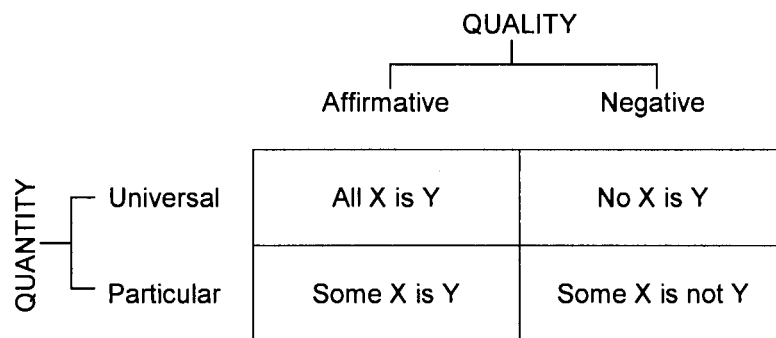 QUALITY
Affirmative Negative
QUANTITY
Universal All X is Y No X is Y
Particular Some X is Y Some X is not Y